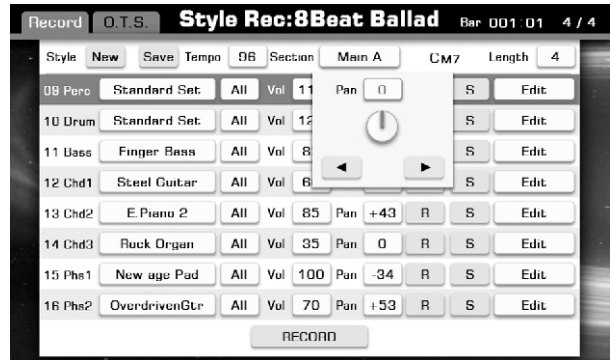 Record O.T.S. Style Rec:8Beat Ballad Bar 001:01 4/4
Style New Save Tempo 96 Section Main A CM7 Length 4
09 Perc Standard Set All Vol 11 Pan 0 S Edit
10 Drum Standard Set All Vol 12 S Edit
11 Bass Finger Bass All Vol 8 S Edit
12 Chd1 Steel Guitar All Vol S Edit
13 Chd2 E.Piano 2 All Vol 85 Pan +43 R S Edit
14 Chd3 Rock Organ All Vol 35 Pan 0 R S Edit
15 Phs1 New age Pad All Vol 100 Pan -34 R S Edit
16 Phs2 OverdrivenGtr All Vol 70 Pan +53 R S Edit
RECORD